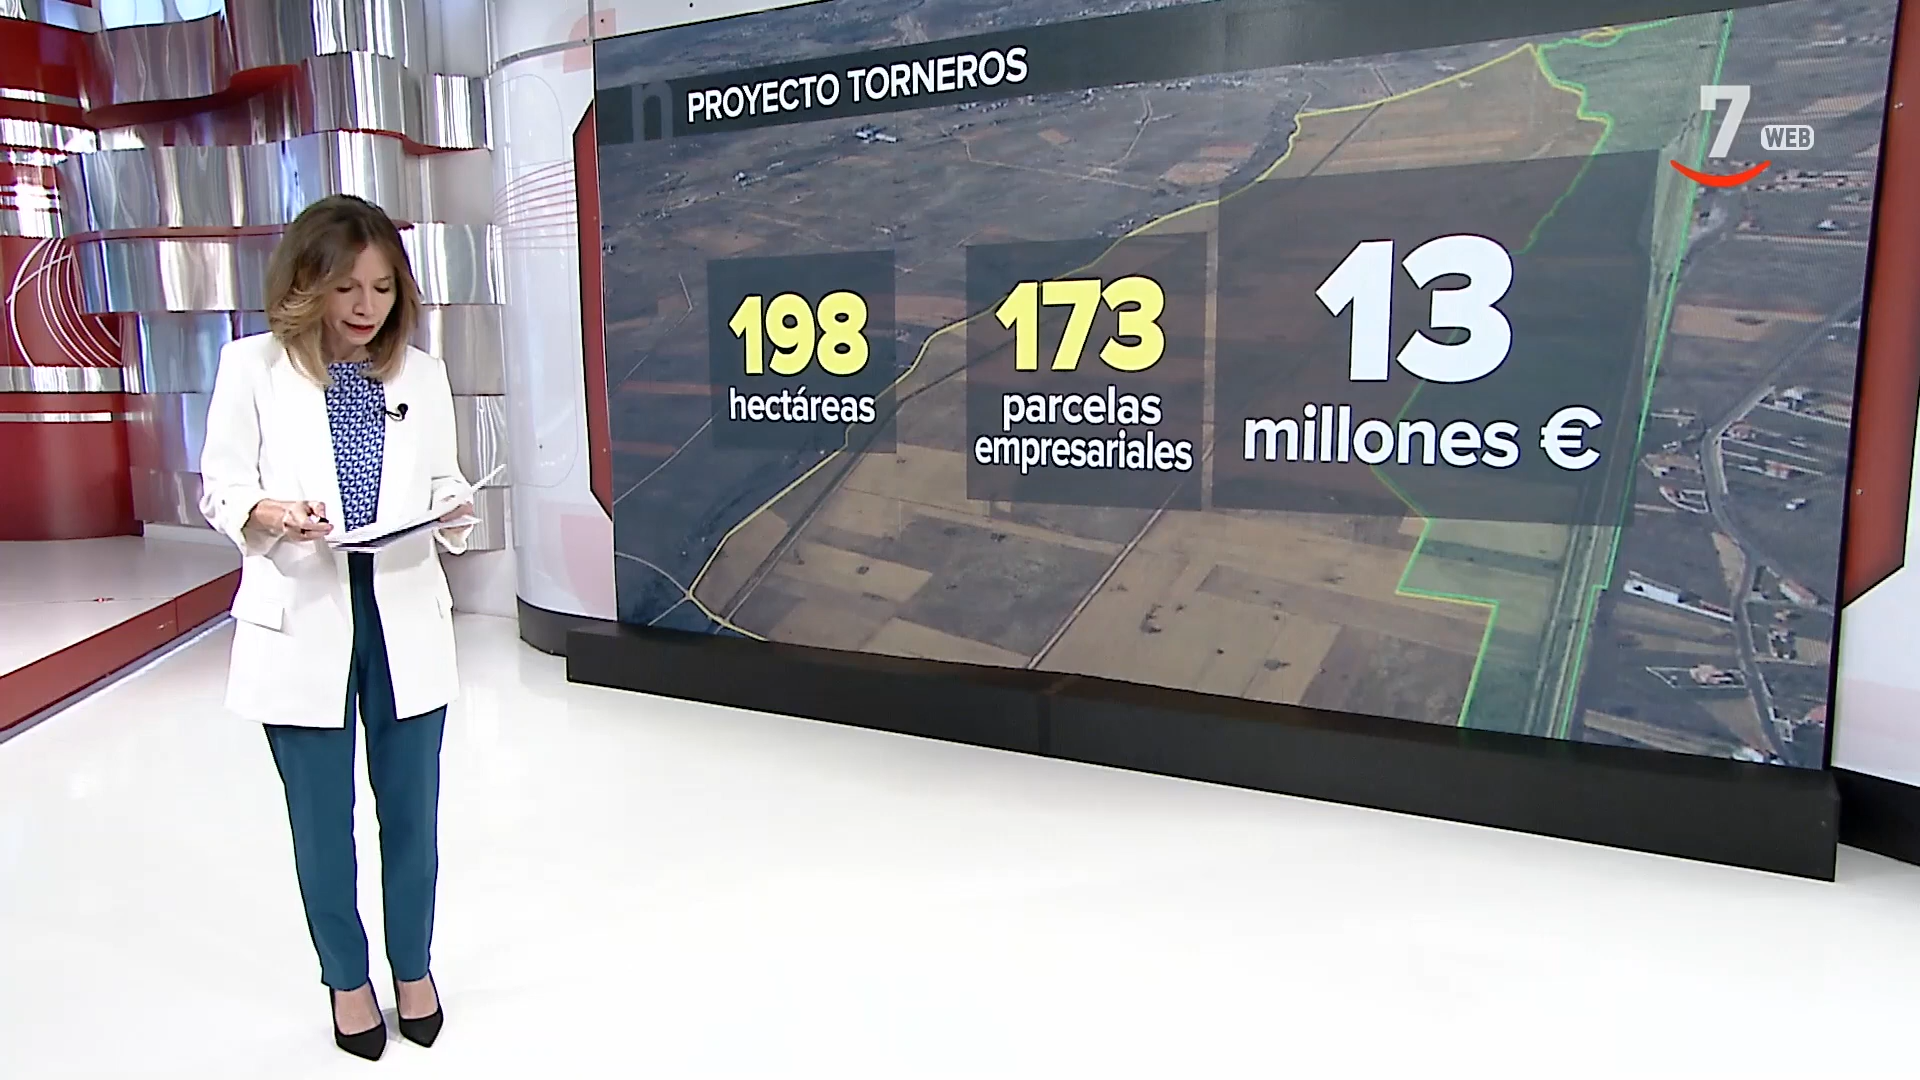 n PROYECTO TORNEROS
7 WEB
198
hectáreas
173
parcelas
empresariales
13
millones €